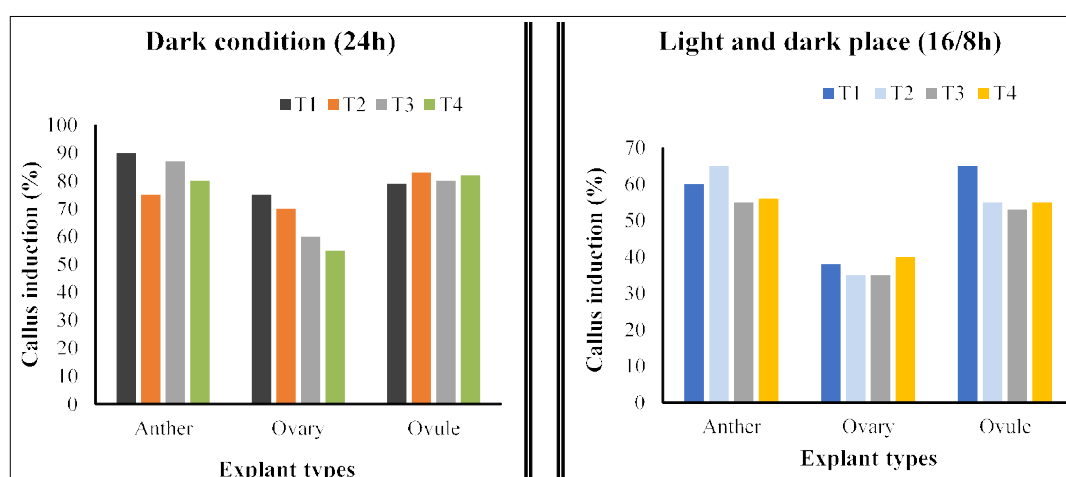 Dark condition (24h)
T1 T2 T3 T4
Callus induction (%)
100
90
80
70
60
50
40
30
20
10
0
Anther Ovary Ovule
Explant types
Light and dark place (16/8h)
T1 T2 T3 T4
Callus induction (%)
70
60
50
40
30
20
10
0
Anther Ovary Ovule
Explant types